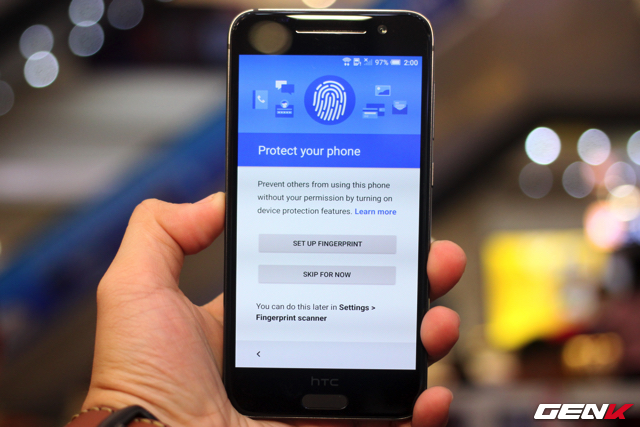 97% 2:00
Protect your phone
Prevent others from using this phone
without your permission by turning on
device protection features. Learn more
SET UP FINGERPRINT
SKIP FOR NOW
You can do this later in Settings >
Fingerprint scanner
hTC
GENK